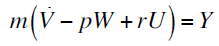 m(V̇ − pW + rU) = Y